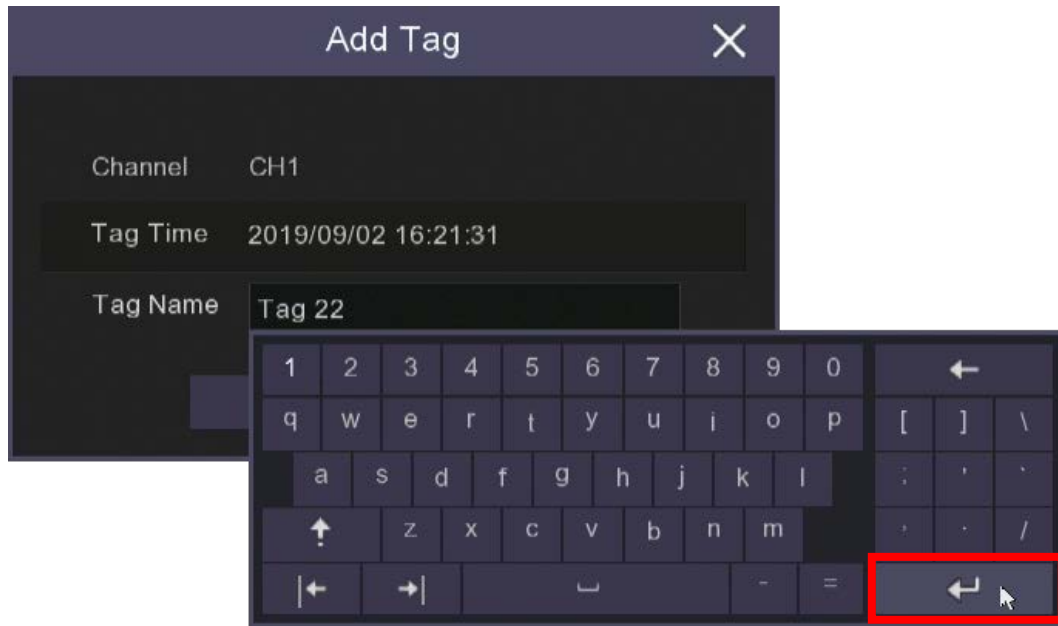 Add Tag
Channel CH1
Tag Time 2019/09/02 16:21:31
Tag Name Tag 22
1 2 3 4 5 6 7 8 9 0
q w e r t y u i o p [ ] \
a s d f g h j k l ; ' `
z x c v b n m , . /
- =